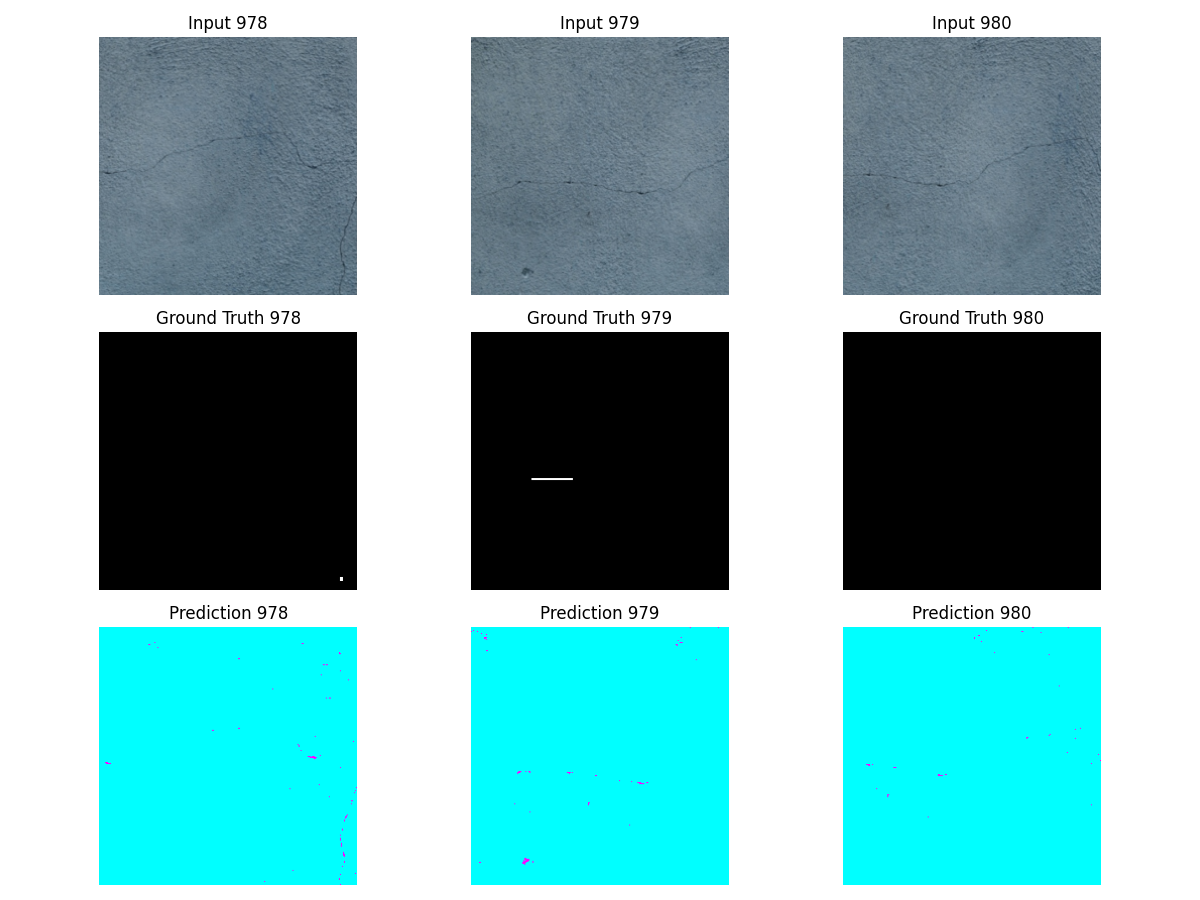 Input 978
Input 979
Input 980
Ground Truth 978
Ground Truth 979
Ground Truth 980
Prediction 978
Prediction 979
Prediction 980